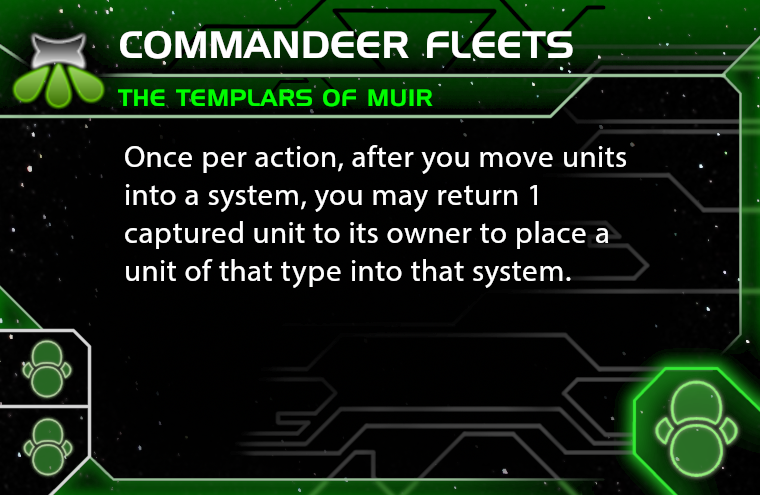 COMMANDEER FLEETS
THE TEMPLARS OF MUIR
Once per action, after you move units
into a system, you may return 1
captured unit to its owner to place a
unit of that type into that system.